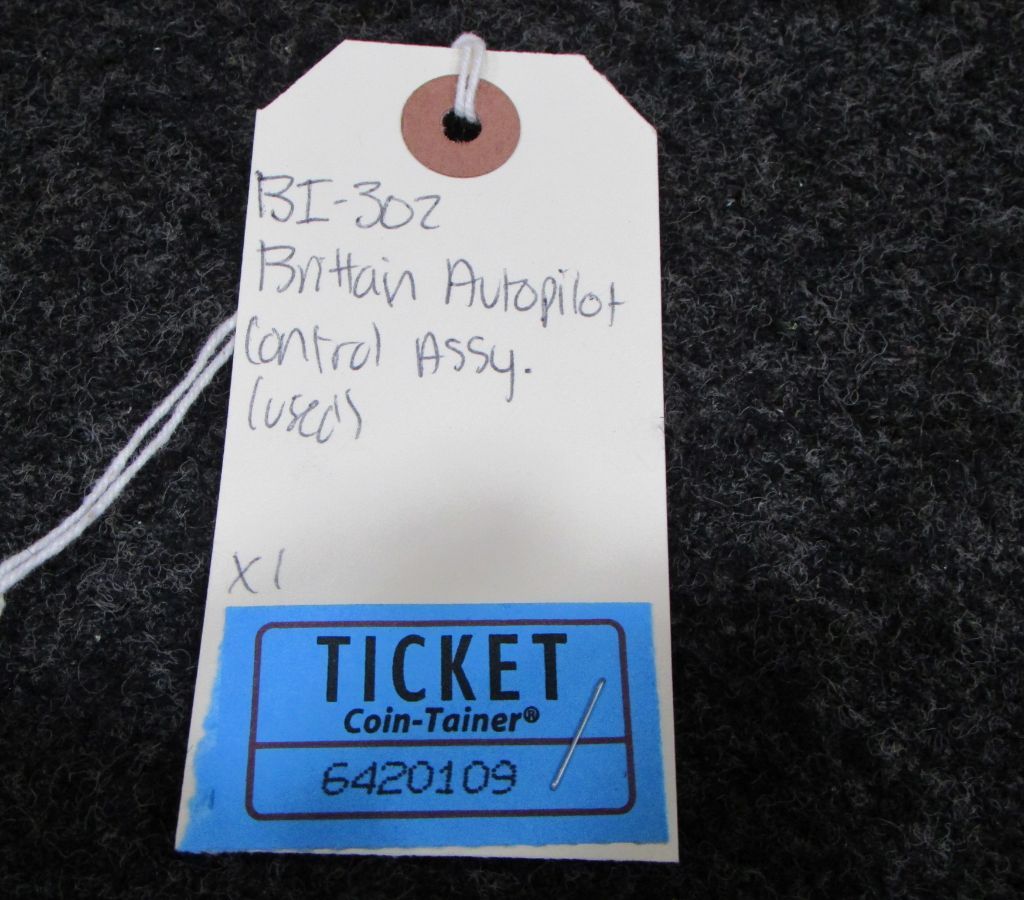 BI-302
Brittain Autopilot
Control Assy.
(used)
X1
TICKET
Coin-Tainer®
6420109